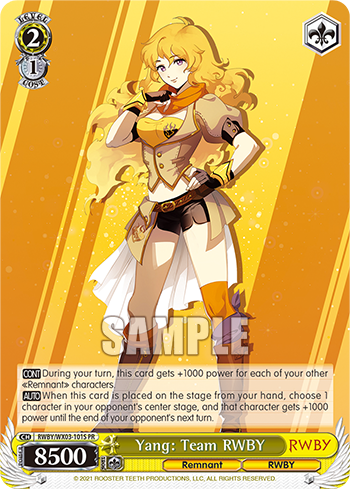 LEVEL
2
1
COST
SAMPLE
CONT During your turn, this card gets +1000 power for each of your other
«Remnant» characters.
AUTO When this card is placed on the stage from your hand, choose 1
character in your opponent's center stage, and that character gets +1000
power until the end of your opponent's next turn.
CH RWBY/WX03-101S PR
POWER 8500
Yang: Team RWBY
RWBY
Remnant RWBY
©2021 ROOSTER TEETH PRODUCTIONS, LLC, ALL RIGHTS RESERVED.